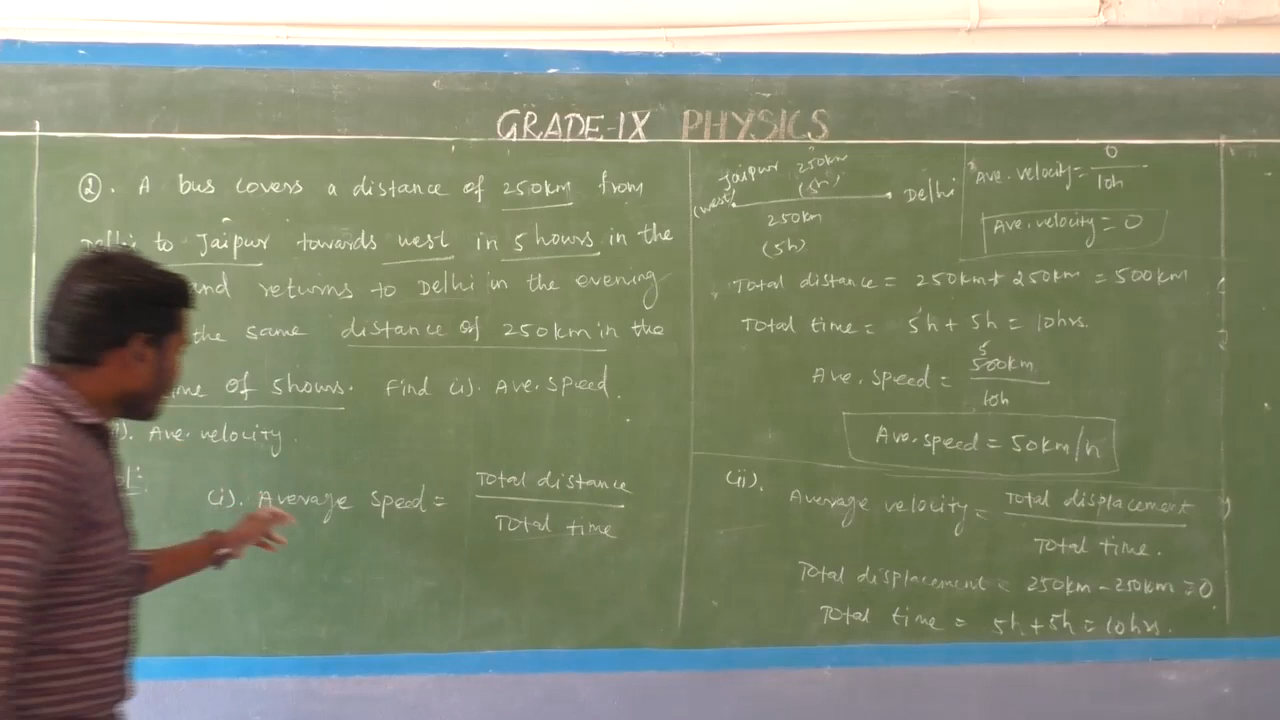 GRADE-IX PHYSICS
②. A bus covers a distance of 250km from
Delhi to Jaipur towards west in 5 hours in the
and returns to Delhi in the evening
the same distance of 250km in the
of 5hours. Find (i). Ave. speed.
Ave. velocity.
(i). Average speed = Total distance
Total time
Jaipur 250km
(5h)
(west) Delhi
250km
(5h)
Total distance = 250km + 250km = 500km
Total time = 5h + 5h = 10hrs.
5
Ave. speed = 500km
10h
Ave. speed = 50km/h
(ii).
Average velocity = Total displacement
Total time.
Total displacement = 250km - 250km = 0
Total time = 5h + 5h = 10hrs.
Ave. velocity = 0
10h
Ave. velocity = 0